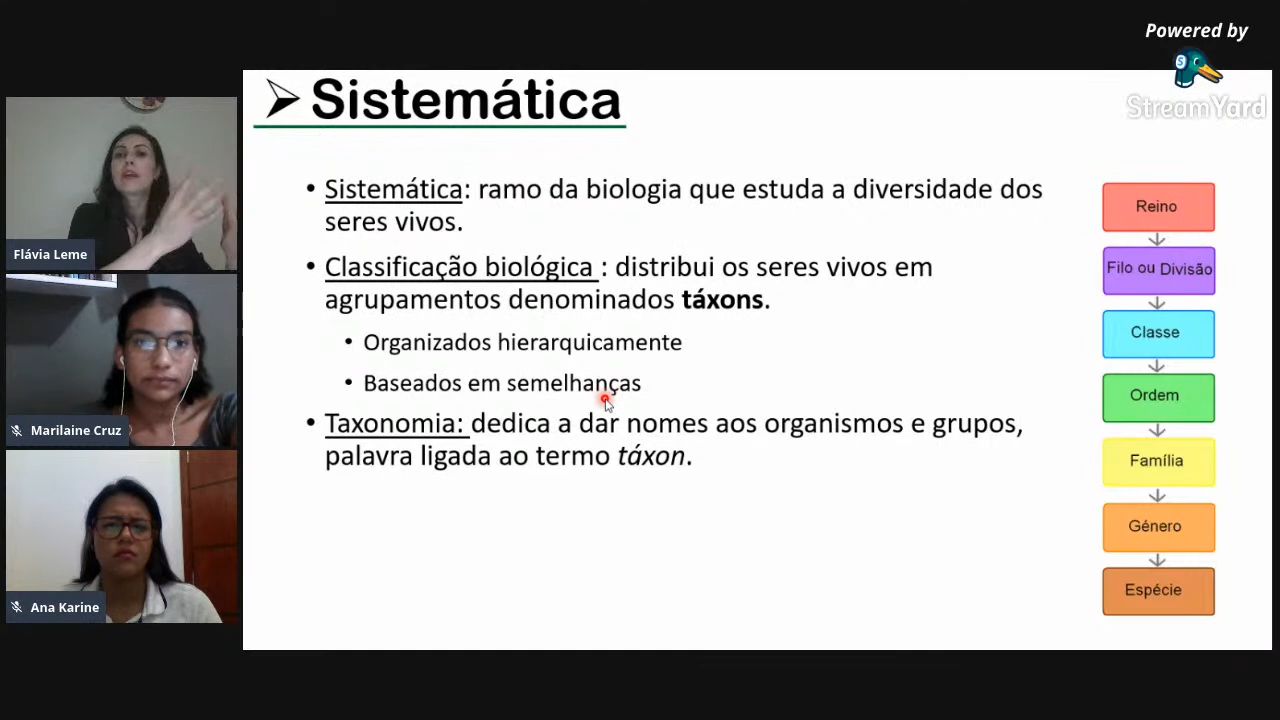 Powered by
StreamYard
Sistemática
• Sistemática: ramo da biologia que estuda a diversidade dos
seres vivos.
• Classificação biológica : distribui os seres vivos em
agrupamentos denominados táxons.
• Organizados hierarquicamente
• Baseados em semelhanças
• Taxonomia: dedica a dar nomes aos organismos e grupos,
palavra ligada ao termo táxon.
Reino
Filo ou Divisão
Classe
Ordem
Família
Género
Espécie
Flávia Leme
Marilaine Cruz
Ana Karine